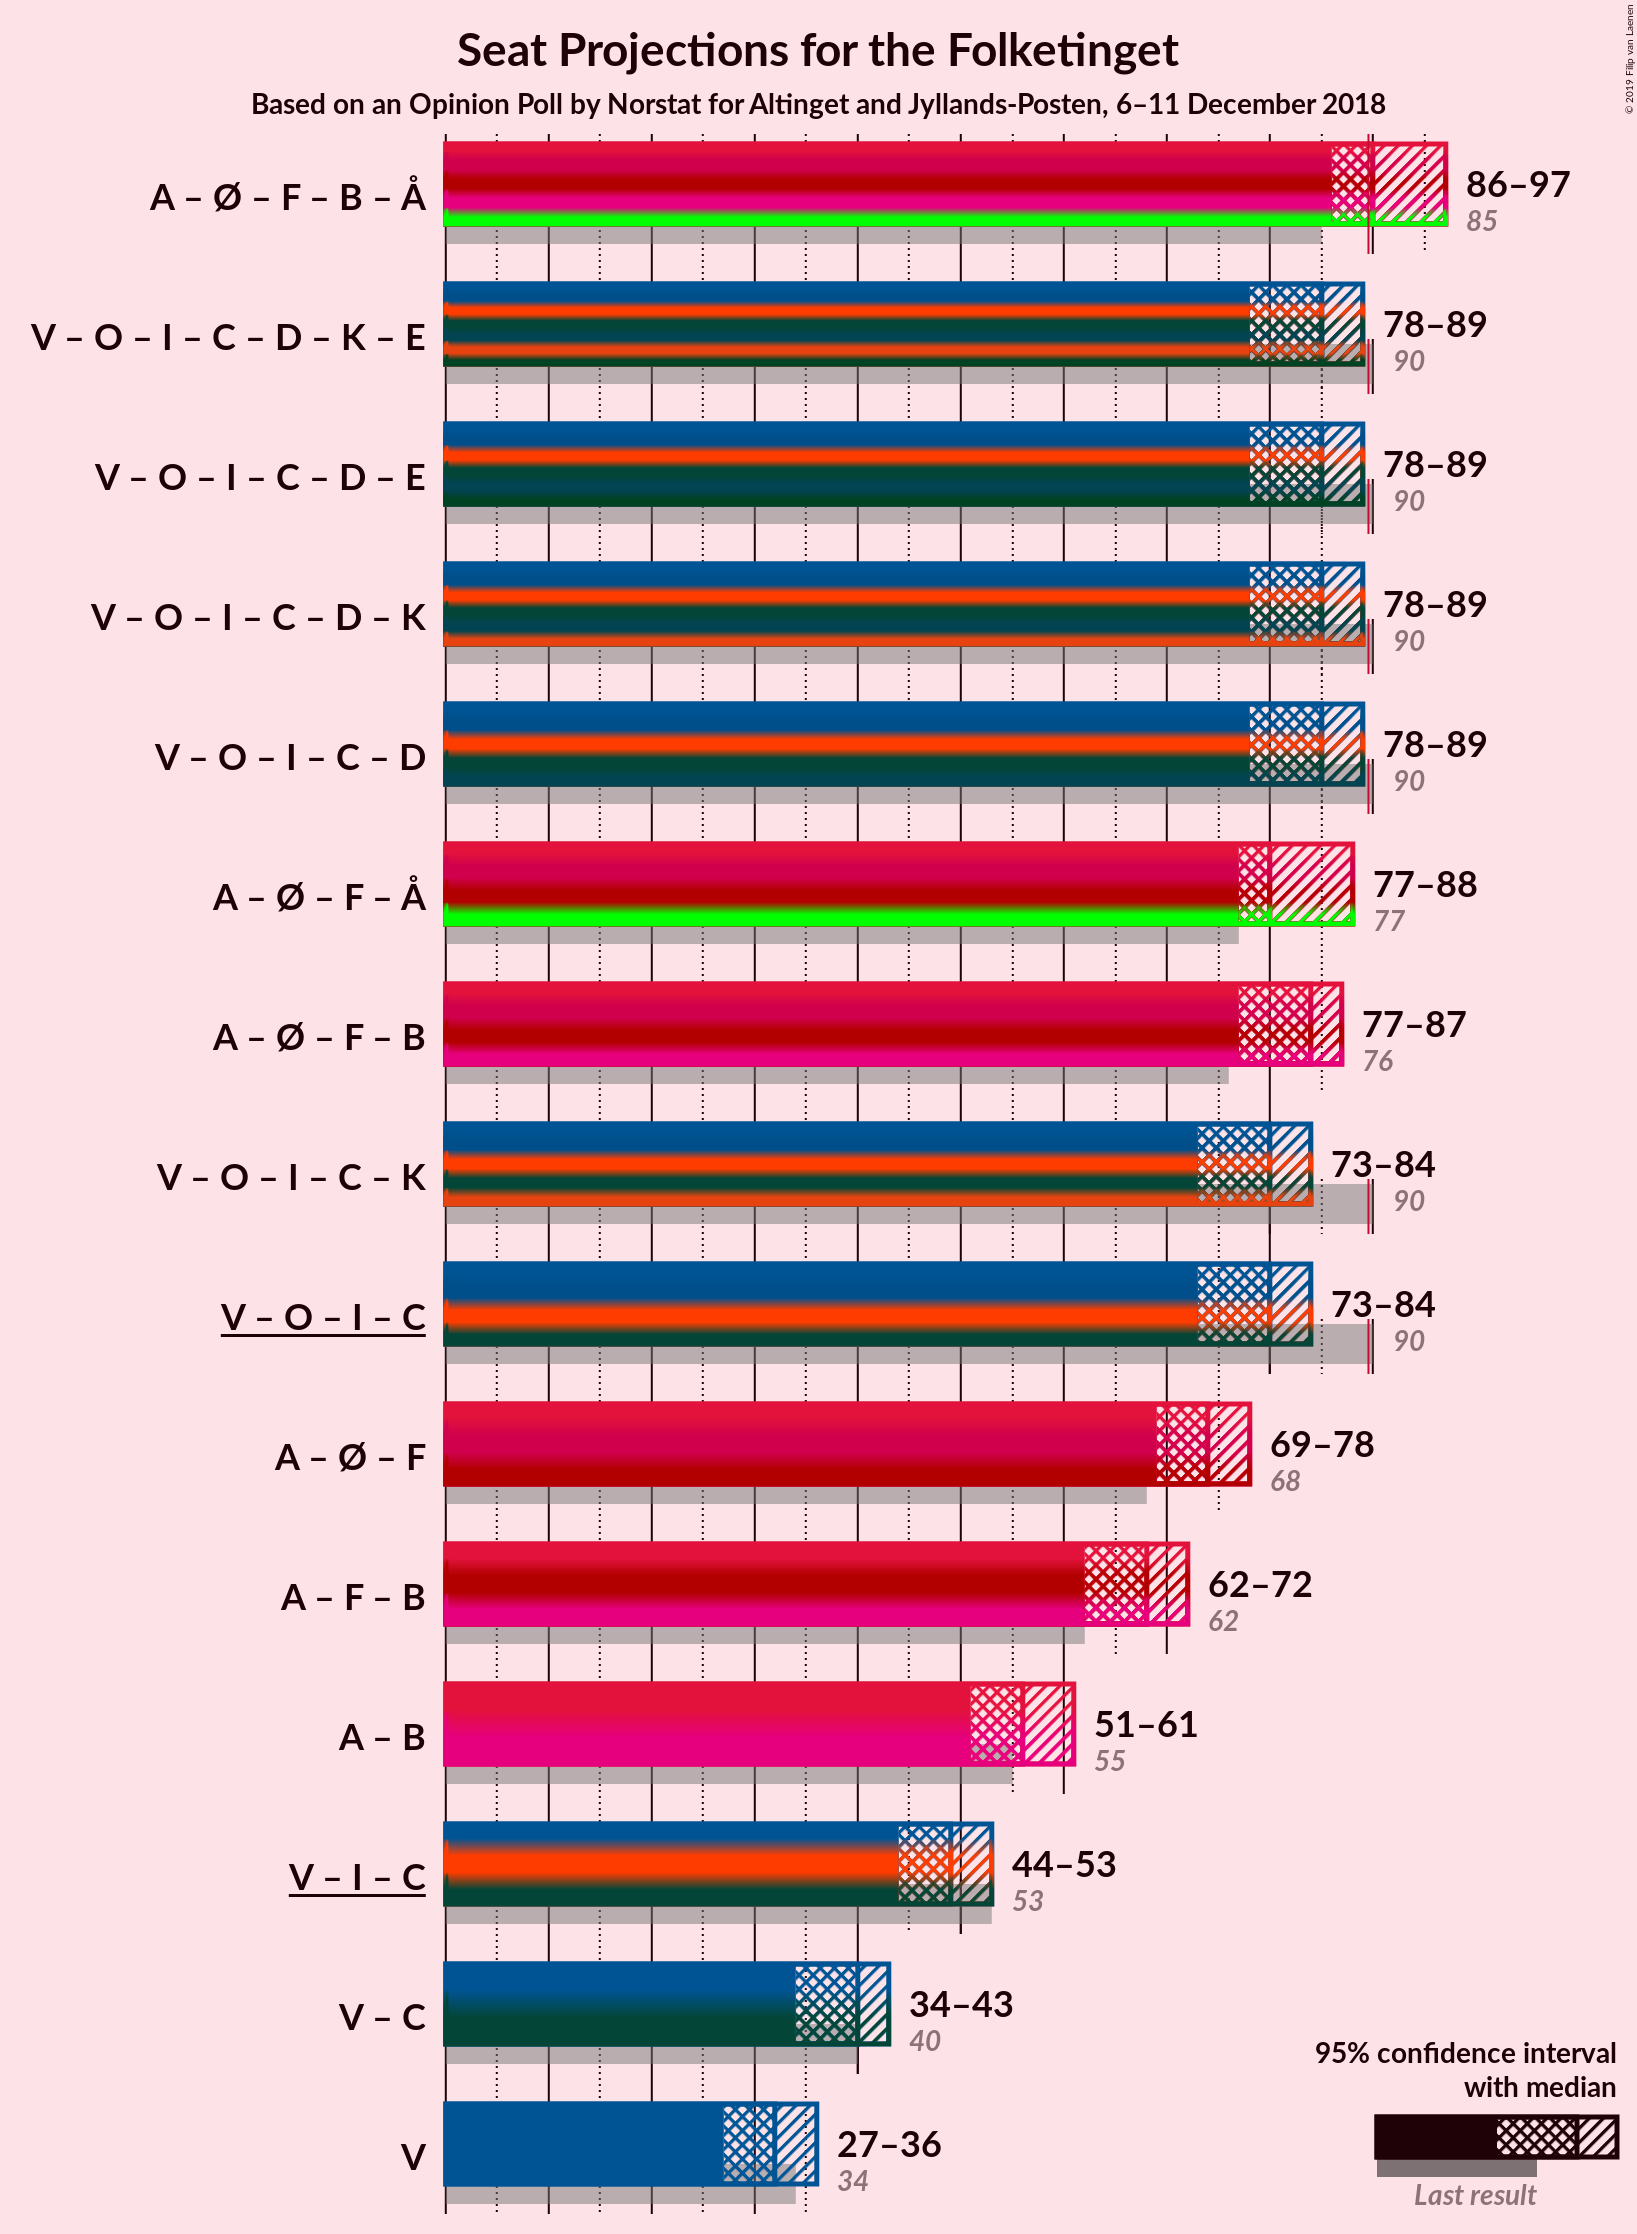 Seat Projections for the Folketinget
Based on an Opinion Poll by Norstat for Altinget and Jyllands-Posten, 6–11 December 2018
© 2019 Filip van Laenen
A – Ø – F – B – Å
86–97
85
V – O – I – C – D – K – E
78–89
90
V – O – I – C – D – E
78–89
90
V – O – I – C – D – K
78–89
90
V – O – I – C – D
78–89
90
A – Ø – F – Å
77–88
77
A – Ø – F – B
77–87
76
V – O – I – C – K
73–84
90
V – O – I – C
73–84
90
A – Ø – F
69–78
68
A – F – B
62–72
62
A – B
51–61
55
V – I – C
44–53
53
V – C
34–43
40
V
27–36
34
95% confidence interval
with median
Last result